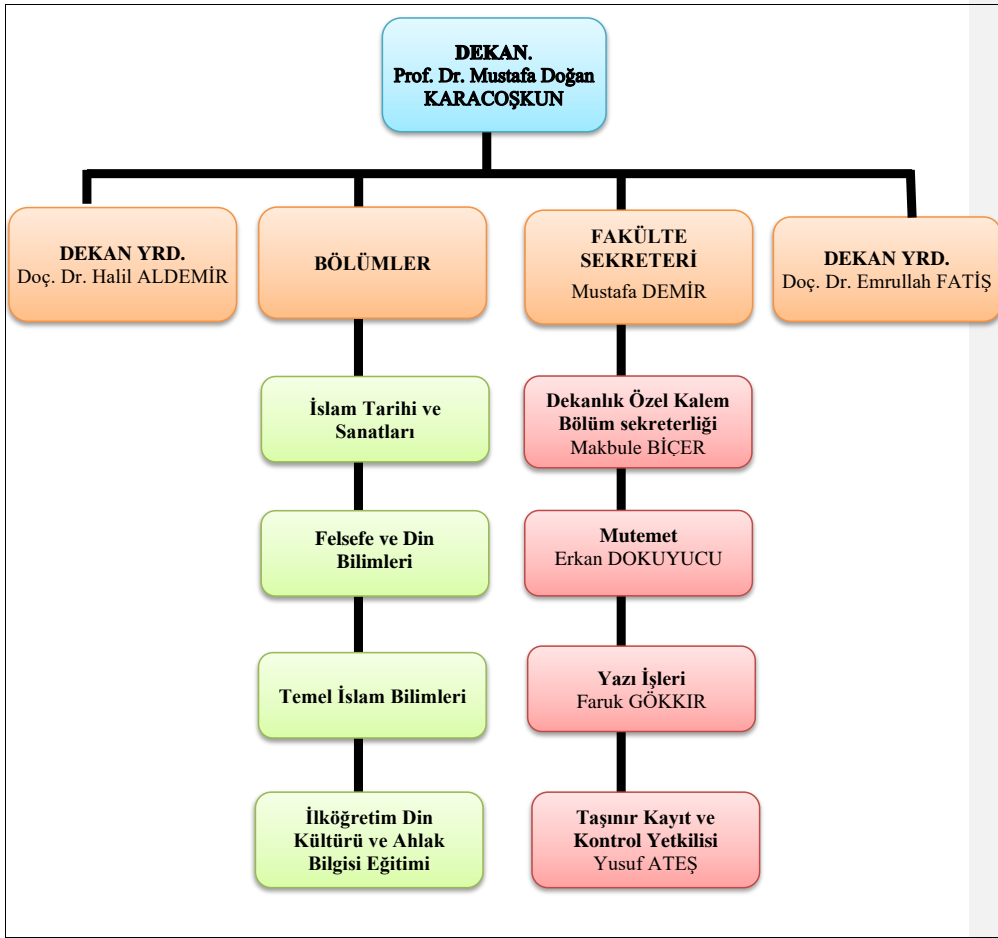 DEKAN.
Prof. Dr. Mustafa Doğan
KARACOŞKUN
DEKAN YRD.
Doç. Dr. Halil ALDEMİR
BÖLÜMLER
FAKÜLTE
SEKRETERİ
Mustafa DEMİR
DEKAN YRD.
Doç. Dr. Emrullah FATİŞ
İslam Tarihi ve
Sanatları
Felsefe ve Din
Bilimleri
Temel İslam Bilimleri
İlköğretim Din
Kültürü ve Ahlak
Bilgisi Eğitimi
Dekanlık Özel Kalem
Bölüm sekreterliği
Makbule BİÇER
Mutemet
Erkan DOKUYUCU
Yazı İşleri
Faruk GÖKKIR
Taşınır Kayıt ve
Kontrol Yetkilisi
Yusuf ATEŞ